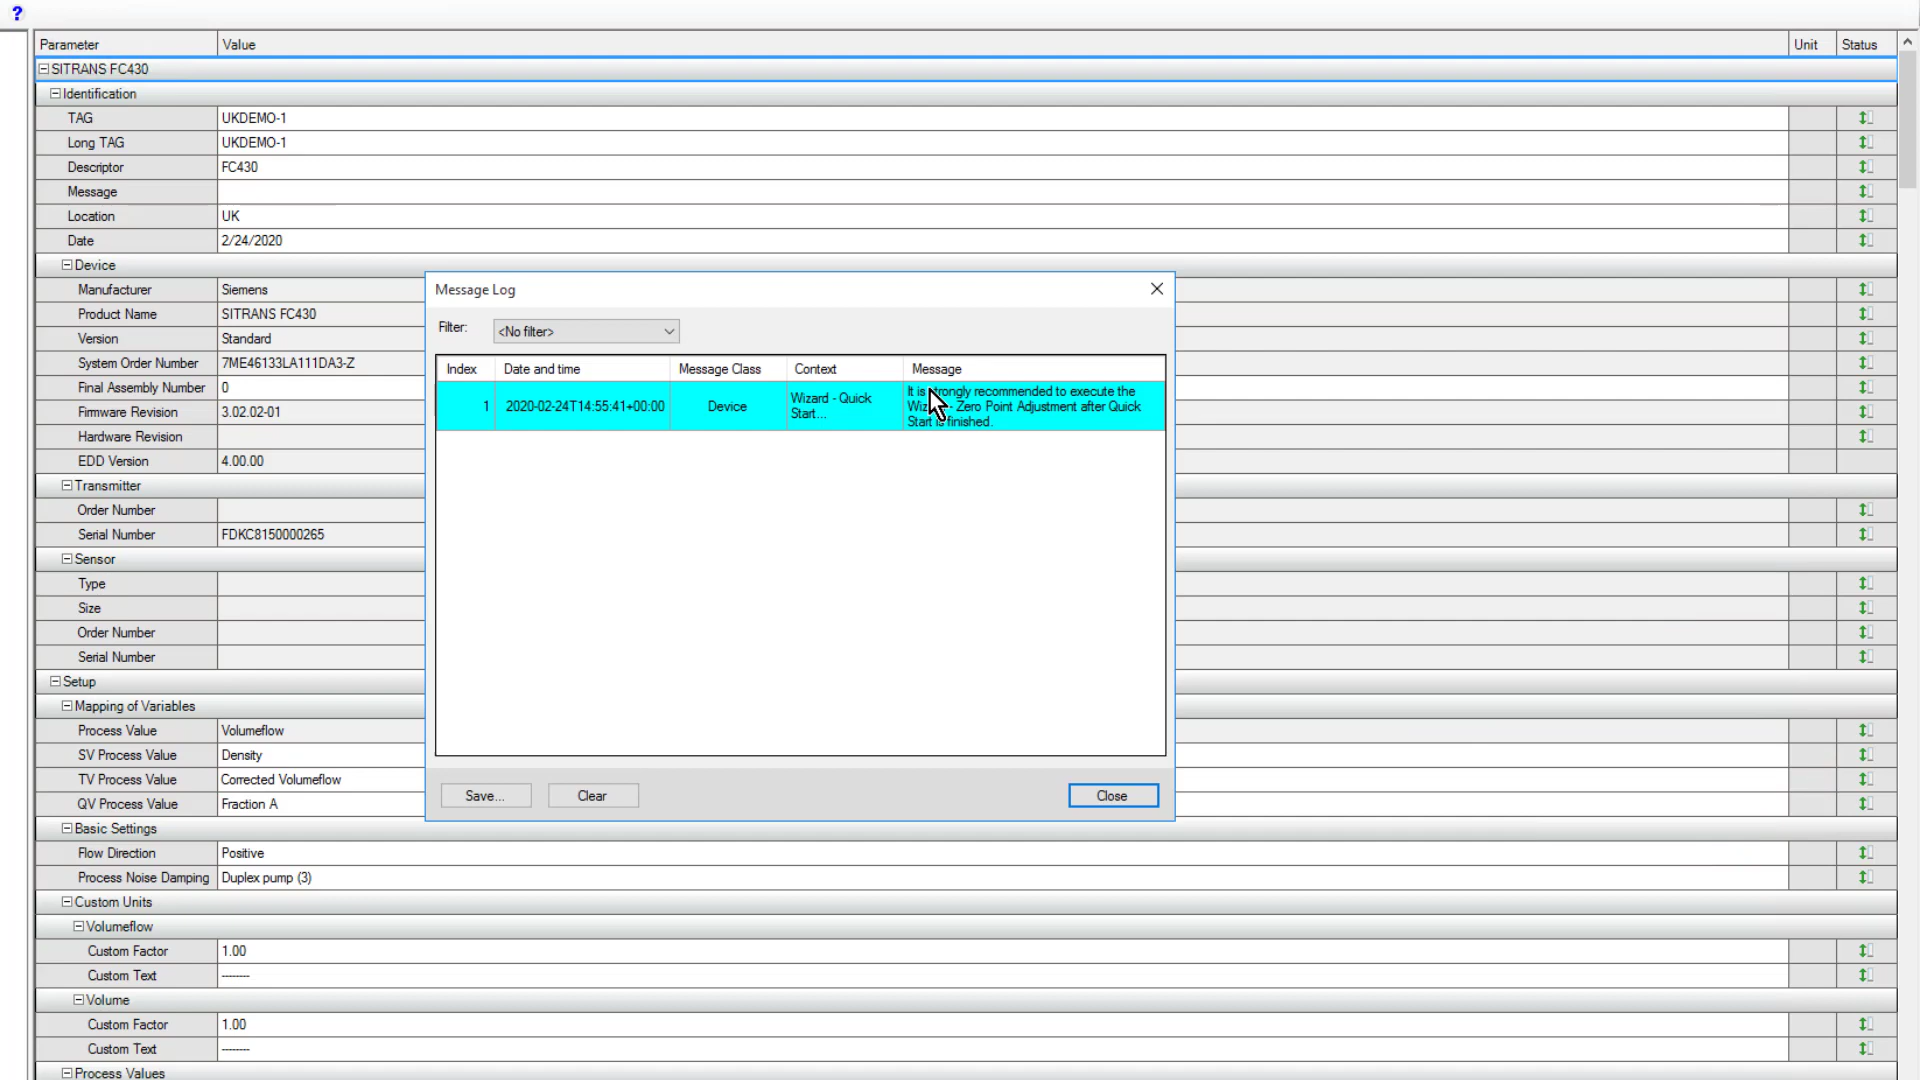 ?
Parameter Value Unit Status
SITRANS FC430
Identification
TAG UKDEMO-1
Long TAG UKDEMO-1
Descriptor FC430
Message
Location UK
Date 2/24/2020
Device
Manufacturer Siemens
Product Name SITRANS FC430
Version Standard
System Order Number 7ME46133LA111DA3-Z
Final Assembly Number 0
Firmware Revision 3.02.02-01
Hardware Revision
EDD Version 4.00.00
Transmitter
Order Number
Serial Number FDKC8150000265
Sensor
Type
Size
Order Number
Serial Number
Setup
Mapping of Variables
Process Value Volumeflow
SV Process Value Density
TV Process Value Corrected Volumeflow
QV Process Value Fraction A
Basic Settings
Flow Direction Positive
Process Noise Damping Duplex pump (3)
Custom Units
Volumeflow
Custom Factor 1.00
Custom Text --------
Volume
Custom Factor 1.00
Custom Text --------
Process Values
Message Log
Filter: <No filter>
Index Date and time Message Class Context Message
1 2020-02-24T14:55:41+00:00 Device
Wizard - Quick
Start...
It is strongly recommended to execute the
- Zero Point Adjustment after Quick
Start is finished.
Save... Clear Close